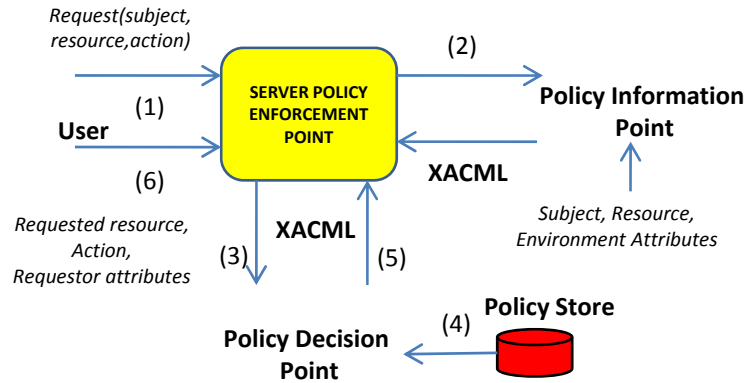 Request(subject,
resource,action)
(1)
User
(6)
SERVER POLICY
ENFORCEMENT
POINT
(2)
Policy Information
Point
XACML
Subject, Resource,
Environment Attributes
Requested resource,
Action,
Requestor attributes
(3)
XACML
(5)
Policy Decision
Point
(4)
Policy Store